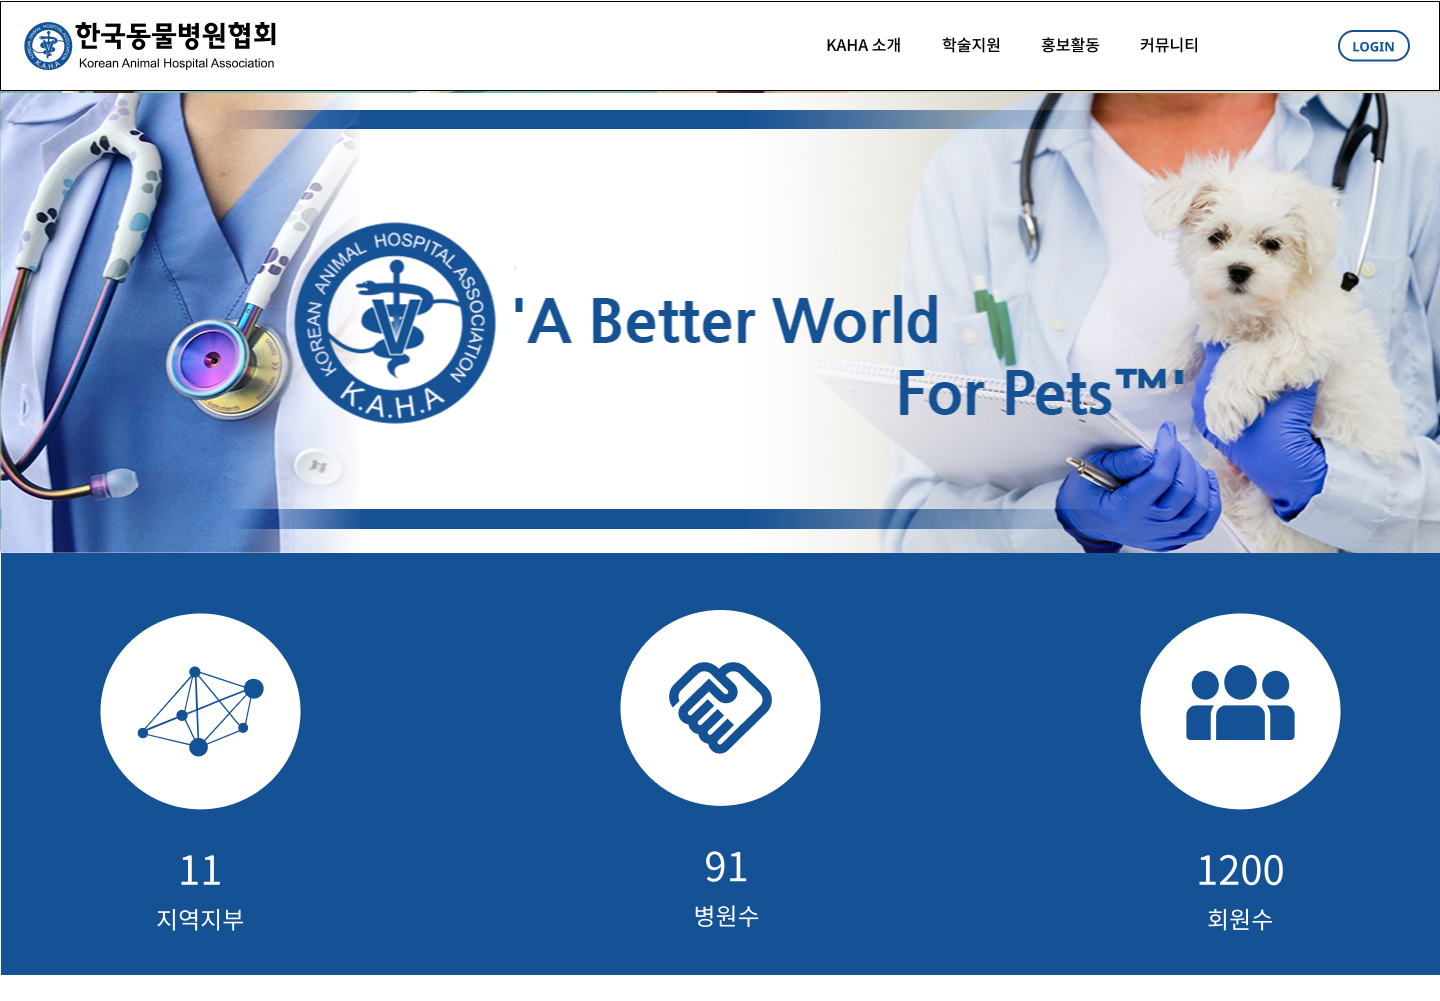 한국동물병원협회
Korean Animal Hospital Association
KAHA 소개
학술지원
홍보활동
커뮤니티
LOGIN
KOREAN ANIMAL HOSPITAL ASSOCIATION
K.A.H.A
'A Better World
For Pets™'
11
지역지부
91
병원수
1200
회원수